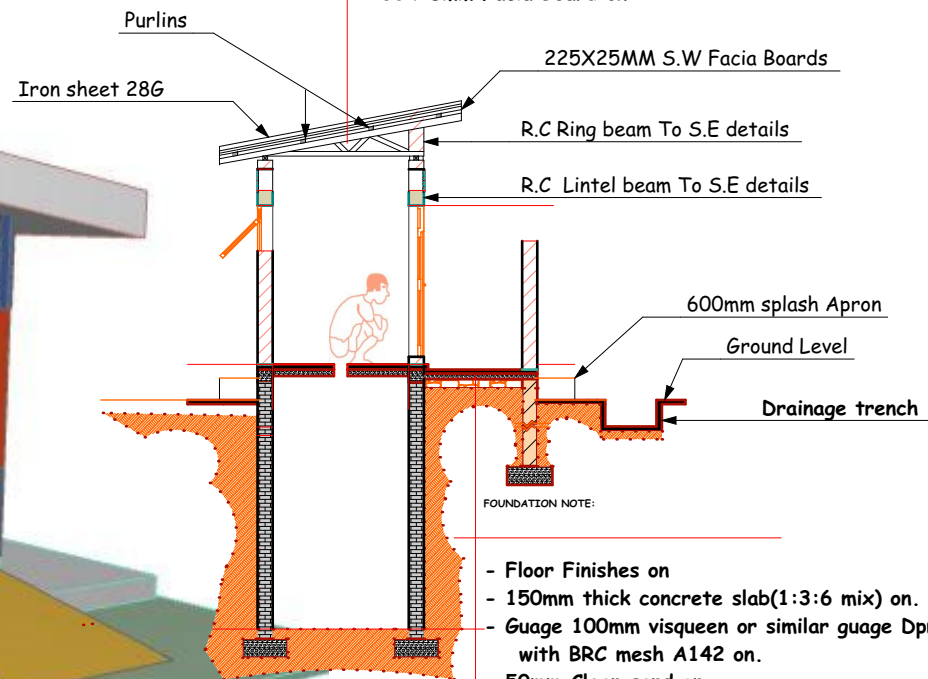 Purlins
225X25MM S.W Facia Boards
Iron sheet 28G
R.C Ring beam To S.E details
R.C Lintel beam To S.E details
600mm splash Apron
Ground Level
Drainage trench
FOUNDATION NOTE:
- Floor Finishes on
- 150mm thick concrete slab(1:3:6 mix) on.
- Guage 100mm visqueen or similar guage
with BRC mesh A142 on.